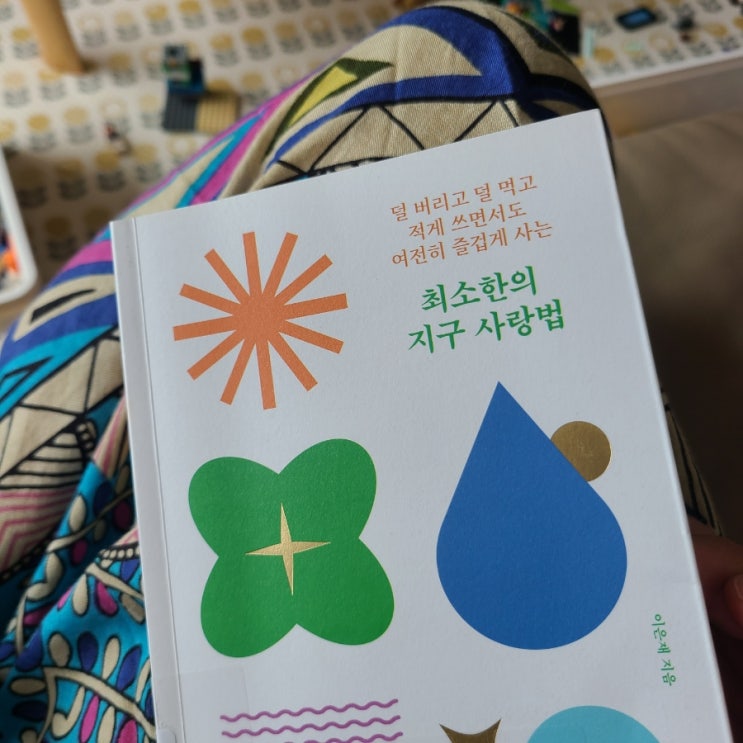 덜 버리고 덜 먹고
적게 쓰면서도
여전히 즐겁게 사는
최소한의
지구 사랑법
이은재 지음